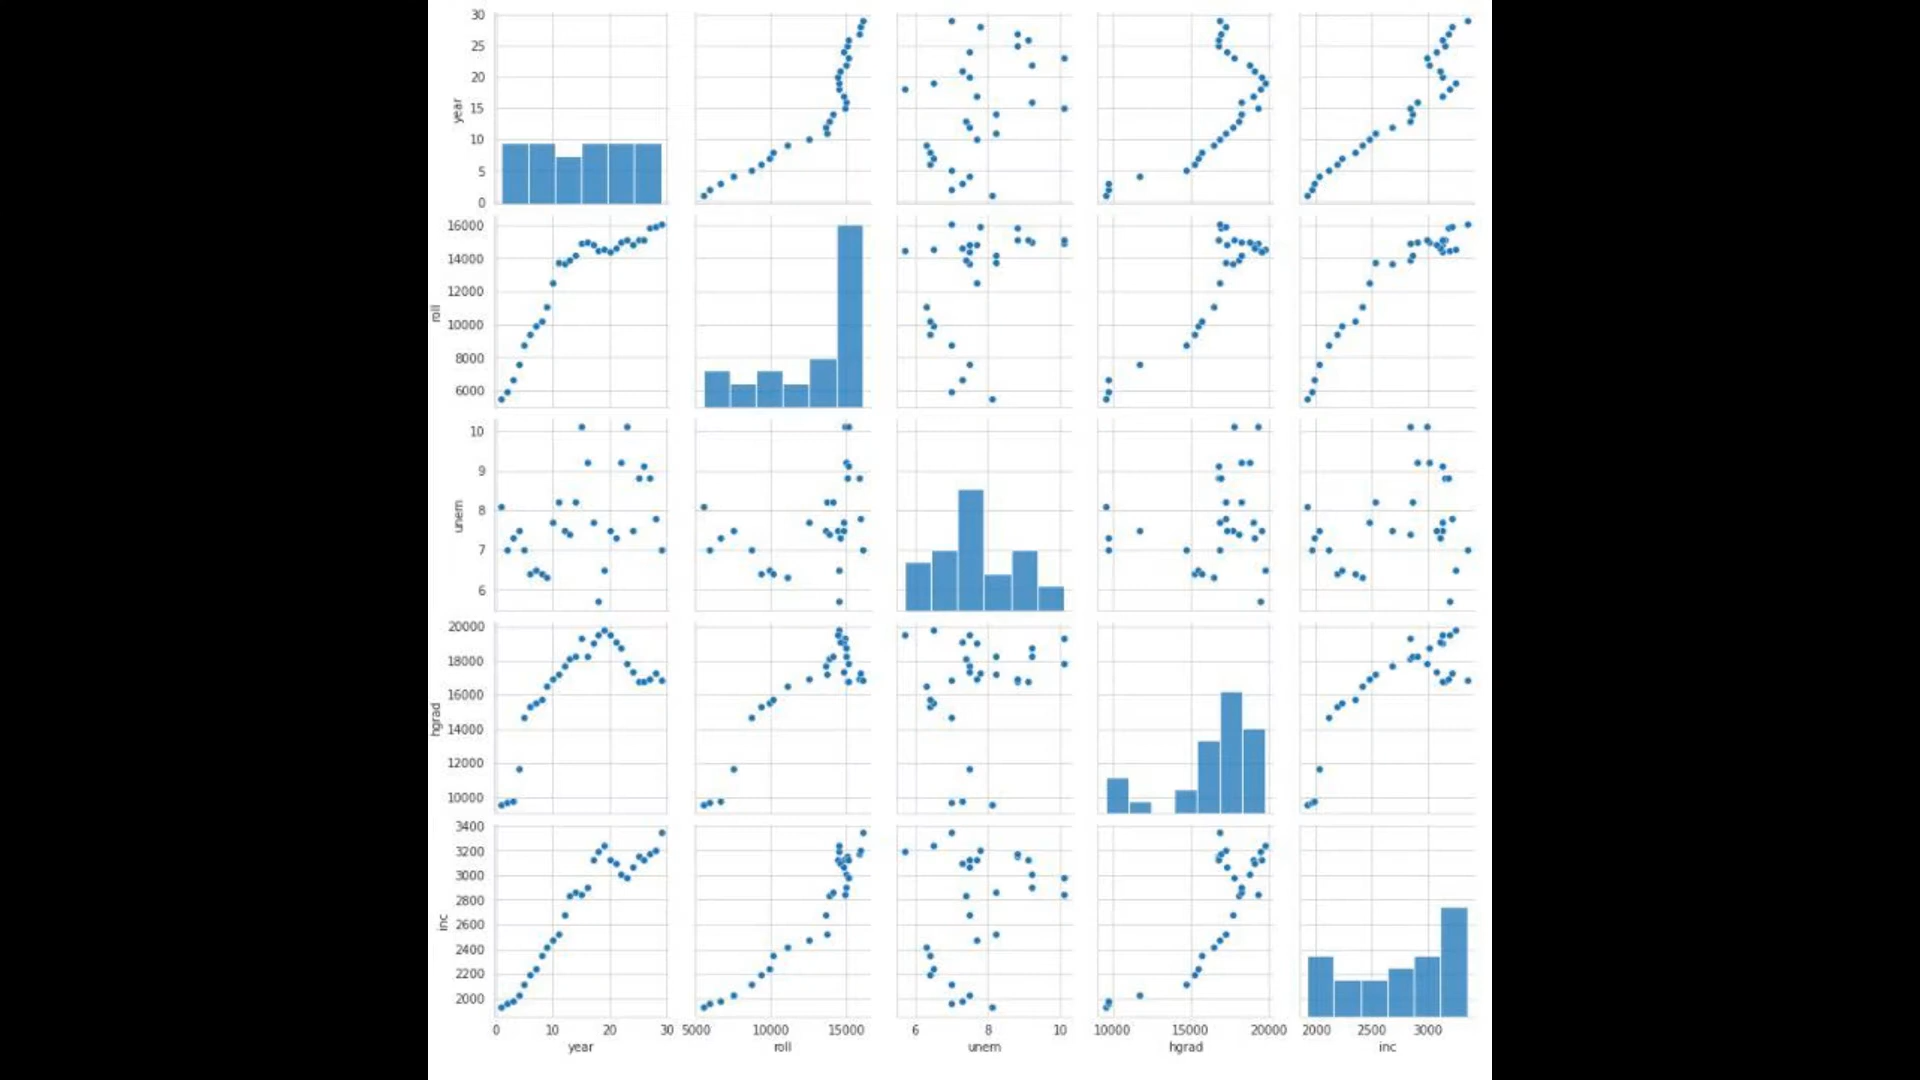 30
25
20
15
10
5
0
year
16000
14000
12000
10000
8000
6000
roll
10
9
8
7
6
unem
20000
18000
16000
14000
12000
10000
hgrad
3400
3200
3000
2800
2600
2400
2200
2000
inc
0 10 20 30
year
5000 10000 15000
roll
6 8 10
unem
10000 15000 20000
hgrad
2000 2500 3000
inc